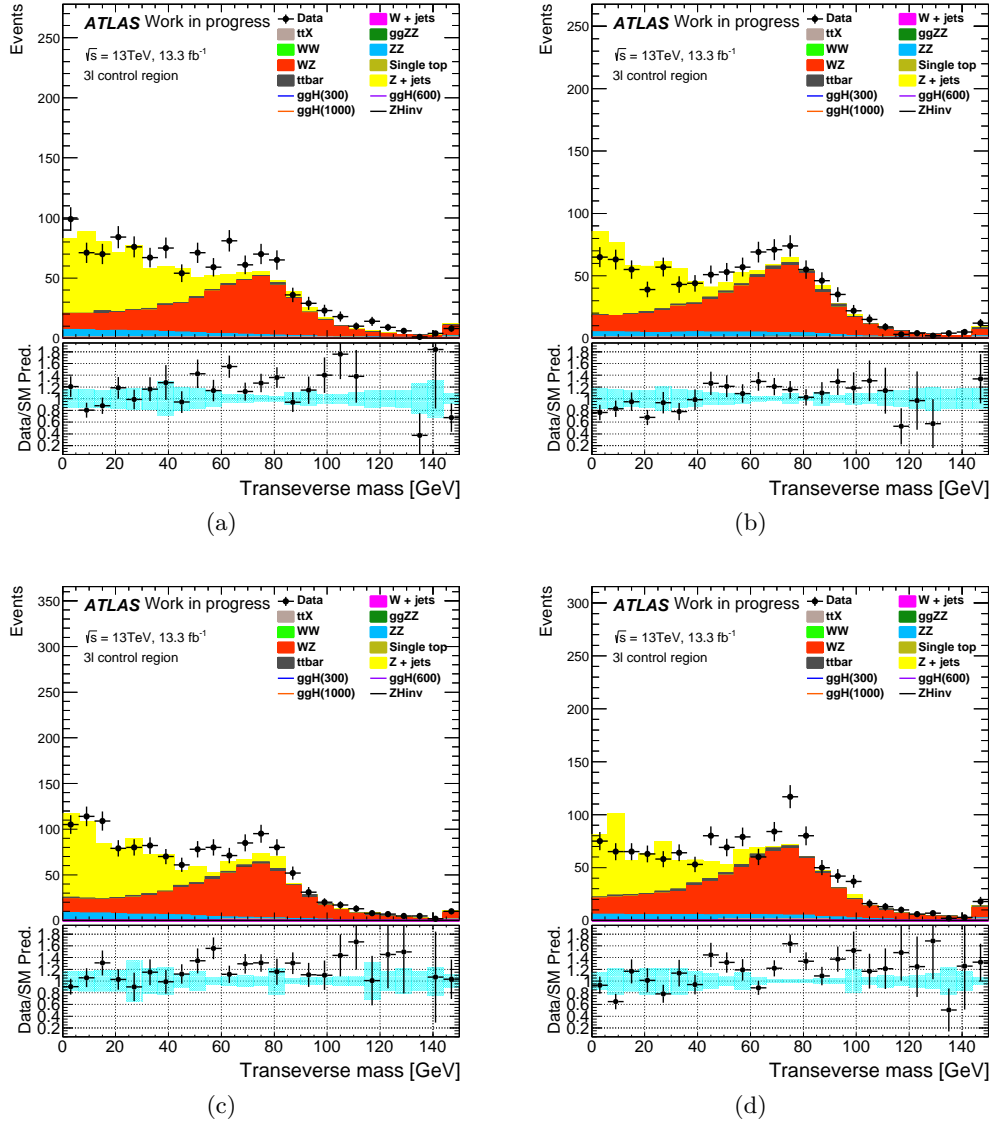 Events
ATLAS Work in progress
√s = 13TeV, 13.3 fb-1
3l control region
Data
ttX
WW
WZ
ttbar
ggH(300)
ggH(1000)
W + jets
ggZZ
ZZ
Single top
Z + jets
ggH(600)
ZHinv
250
200
150
100
50
0
Data/SM Pred.
1.8
1.6
1.4
1.2
1
0.8
0.6
0.4
0.2
0 20 40 60 80 100 120 140
Transeverse mass [GeV]
(a)
Events
ATLAS Work in progress
√s = 13TeV, 13.3 fb-1
3l control region
Data
ttX
WW
WZ
ttbar
ggH(300)
ggH(1000)
W + jets
ggZZ
ZZ
Single top
Z + jets
ggH(600)
ZHinv
250
200
150
100
50
0
Data/SM Pred.
1.8
1.6
1.4
1.2
1
0.8
0.6
0.4
0.2
0 20 40 60 80 100 120 140
Transeverse mass [GeV]
(b)
Events
ATLAS Work in progress
√s = 13TeV, 13.3 fb-1
3l control region
Data
ttX
WW
WZ
ttbar
ggH(300)
ggH(1000)
W + jets
ggZZ
ZZ
Single top
Z + jets
ggH(600)
ZHinv
350
300
250
200
150
100
50
0
Data/SM Pred.
1.8
1.6
1.4
1.2
1
0.8
0.6
0.4
0.2
0 20 40 60 80 100 120 140
Transverse mass [GeV]
(c)
Events
ATLAS Work in progress
√s = 13TeV, 13.3 fb-1
3l control region
Data
ttX
WW
WZ
ttbar
ggH(300)
ggH(1000)
W + jets
ggZZ
ZZ
Single top
Z + jets
ggH(600)
ZHinv
300
250
200
150
100
50
0
Data/SM Pred.
1.8
1.6
1.4
1.2
1
0.8
0.6
0.4
0.2
0 20 40 60 80 100 120 140
Transverse mass [GeV]
(d)